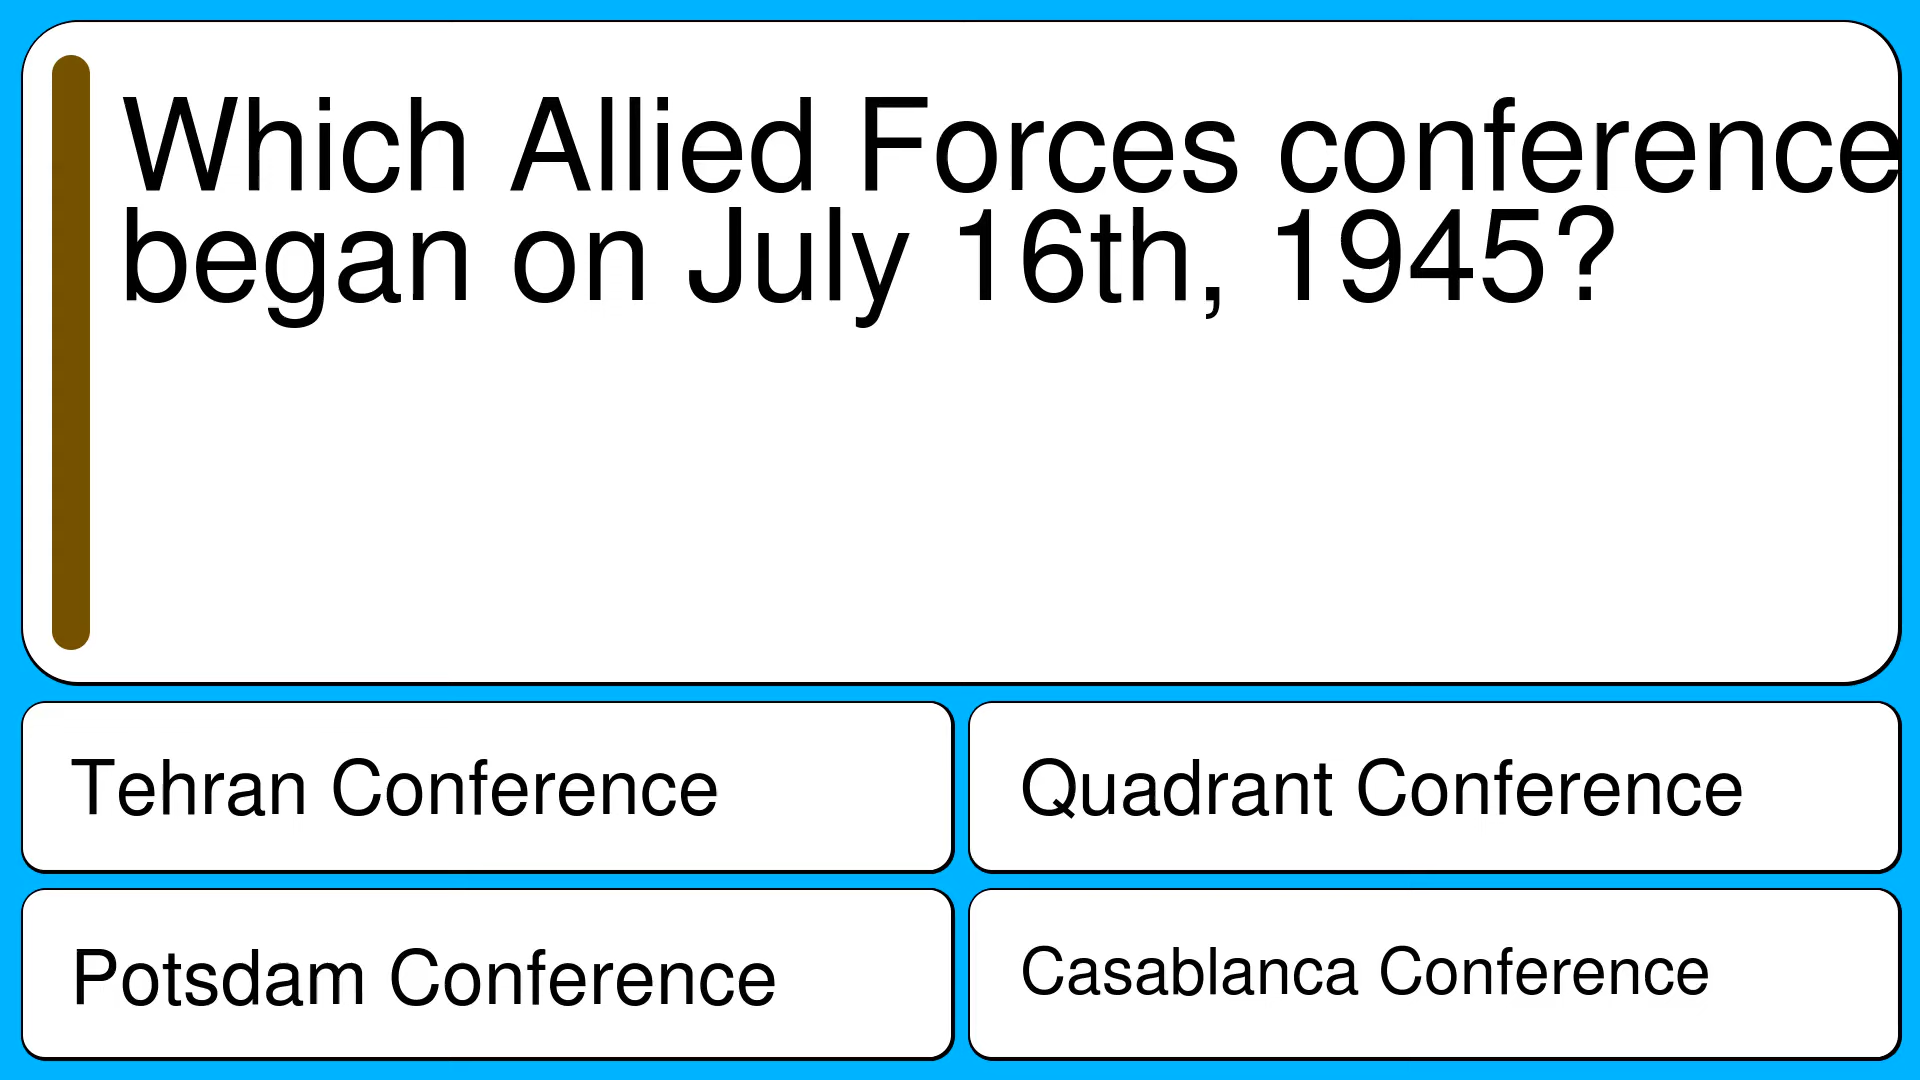 Which Allied Forces conference
began on July 16th, 1945?
Tehran Conference
Quadrant Conference
Potsdam Conference
Casablanca Conference